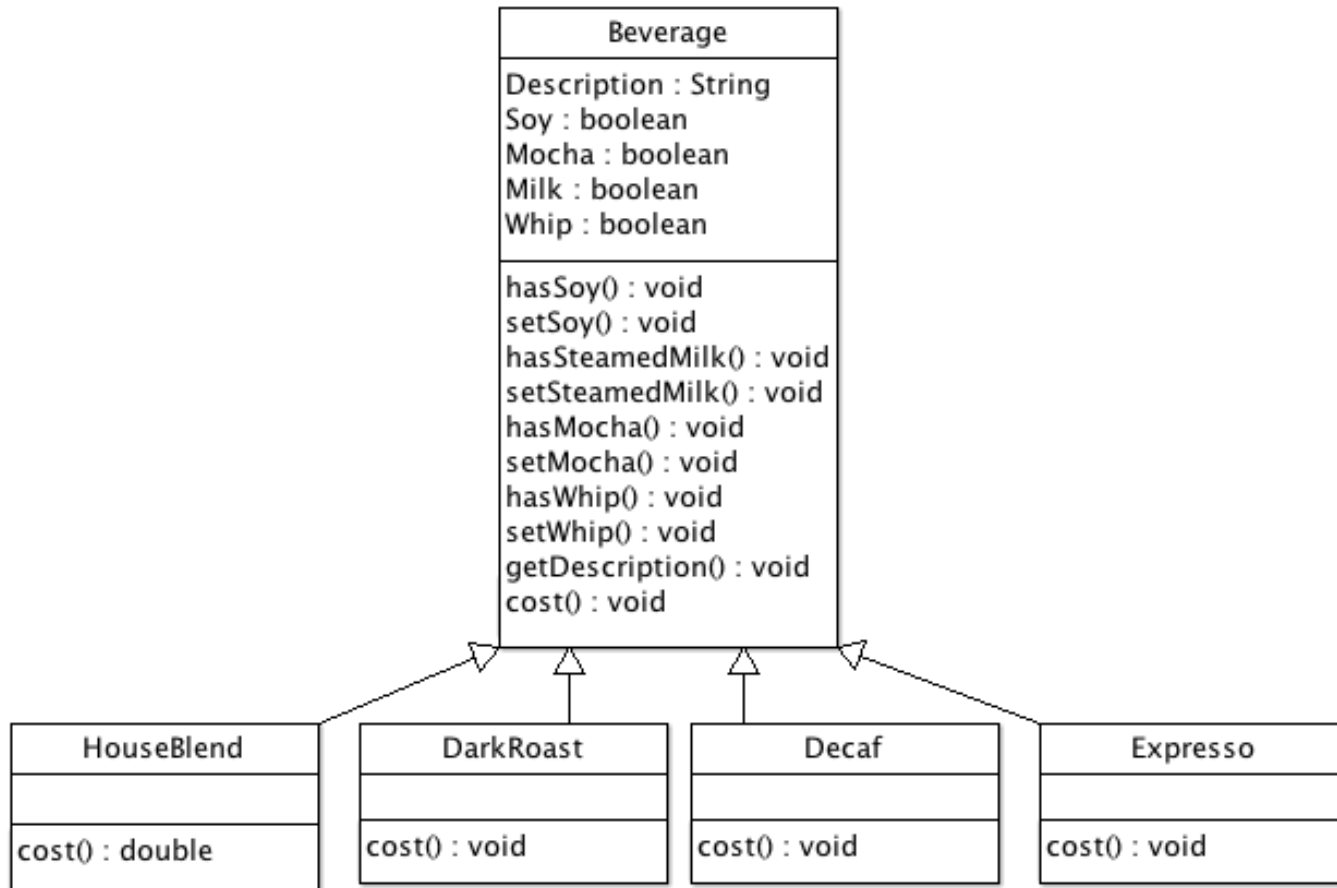 Beverage
Description : String
Soy : boolean
Mocha : boolean
Milk : boolean
Whip : boolean
hasSoy() : void
setSoy() : void
hasSteamedMilk() : void
setSteamedMilk() : void
hasMocha() : void
setMocha() : void
hasWhip() : void
setWhip() : void
getDescription() : void
cost() : void
HouseBlend
cost() : double
DarkRoast
cost() : void
Decaf
cost() : void
Expresso
cost() : void